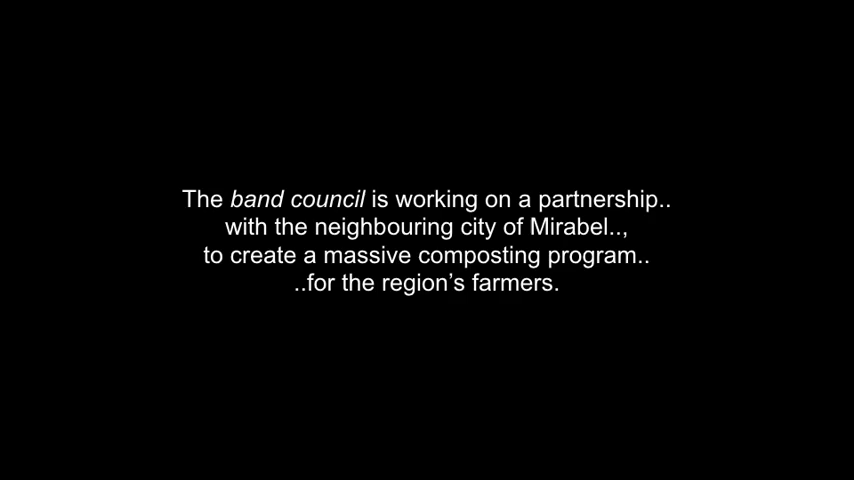 The band council is working on a partnership..
with the neighbouring city of Mirabel..,
to create a massive composting program..
..for the region’s farmers.